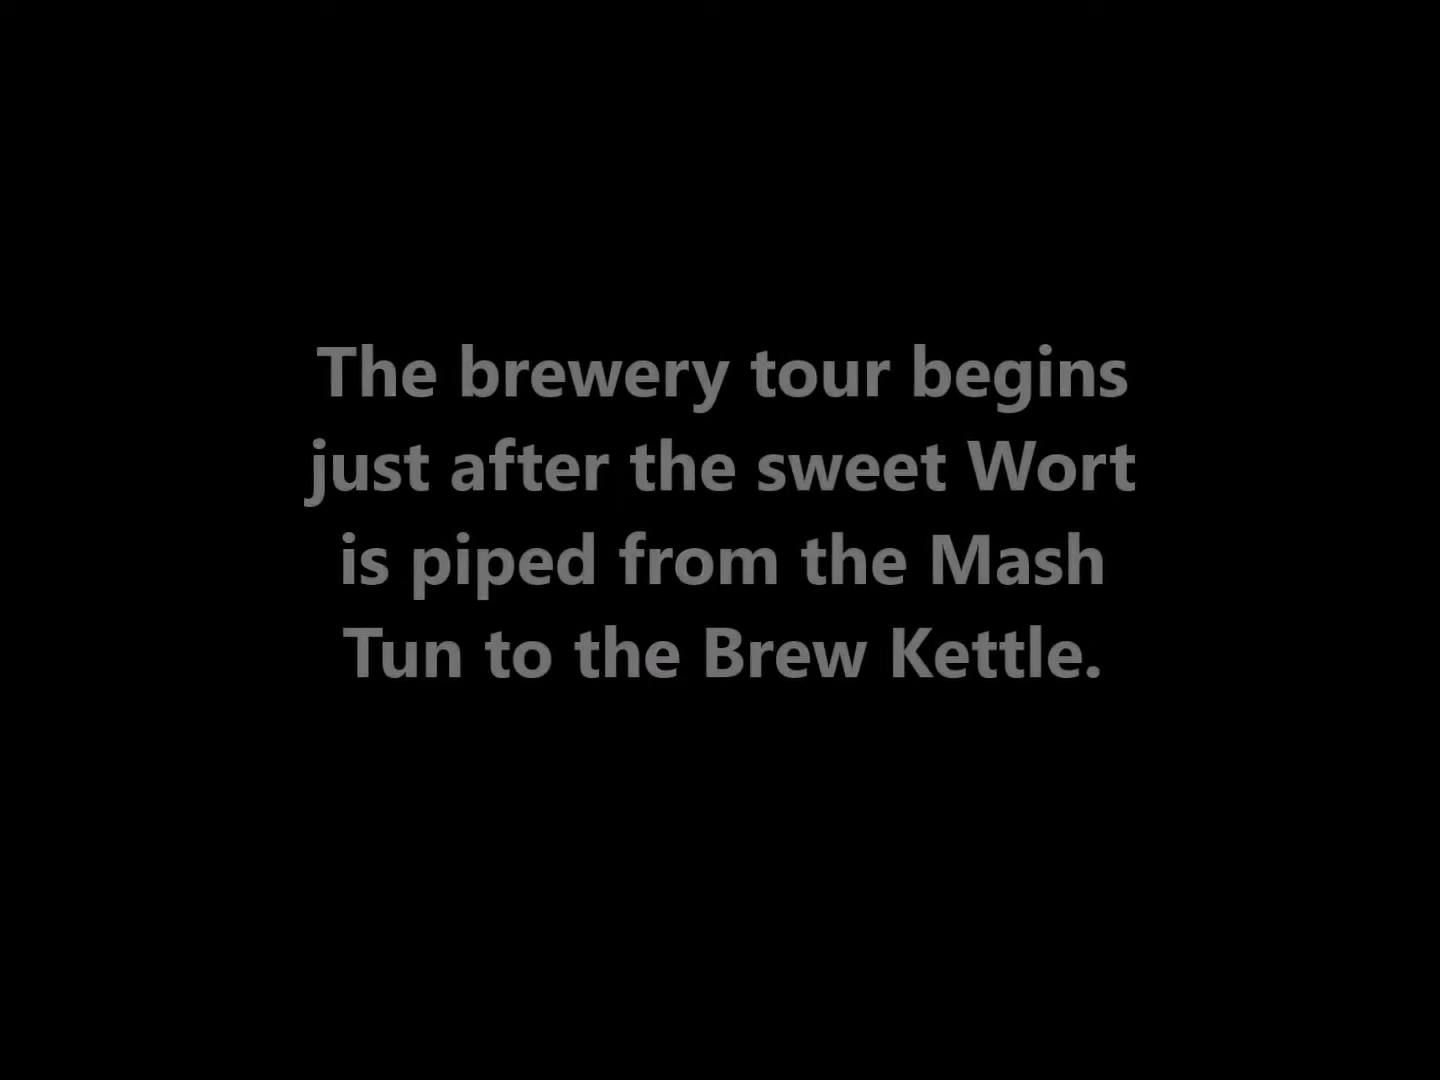 The brewery tour begins
just after the sweet Wort
is piped from the Mash
Tun to the Brew Kettle.